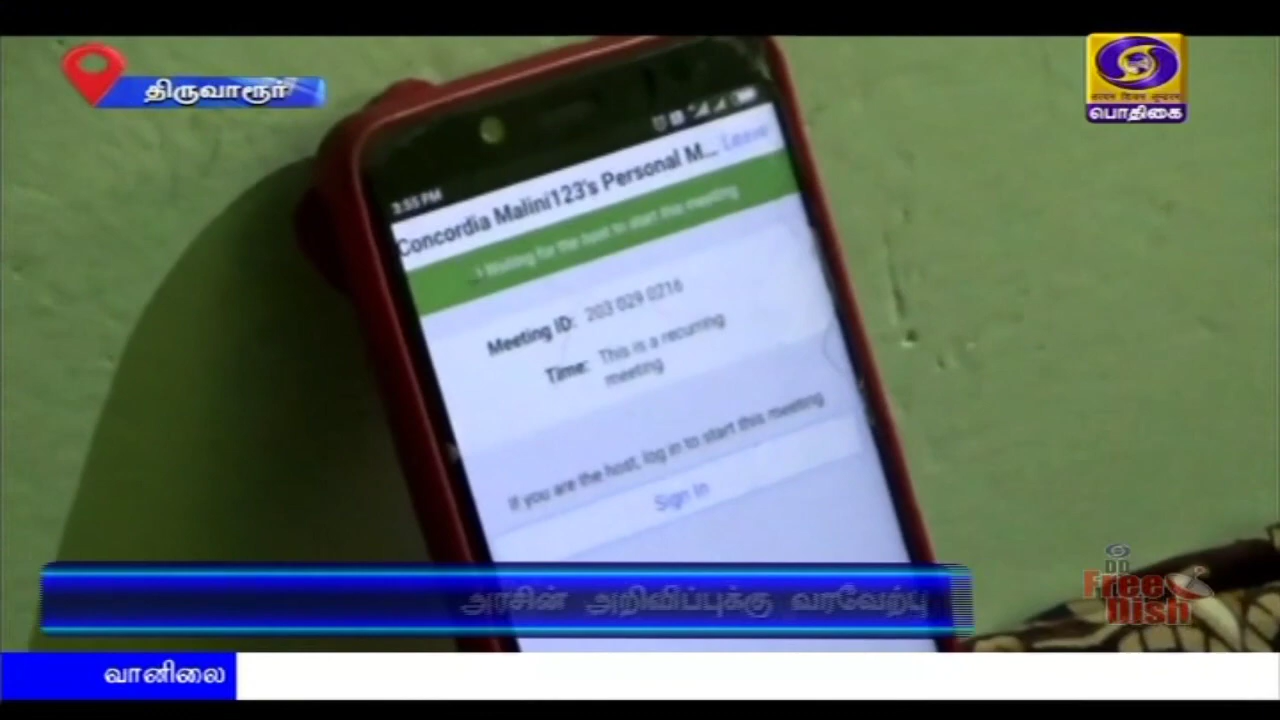 திருவாரூர்
பொதிகை
3:55 PM
Concordia Malini123's Personal M... Leave
Waiting for the host to start this meeting
Meeting ID: 203 029 0216
Time: This is a recurring
meeting
If you are the host, log in to start this meeting
Sign In
அரசின் அறிவிப்புக்கு வரவேற்பு
DD
Free Dish
வானிலை